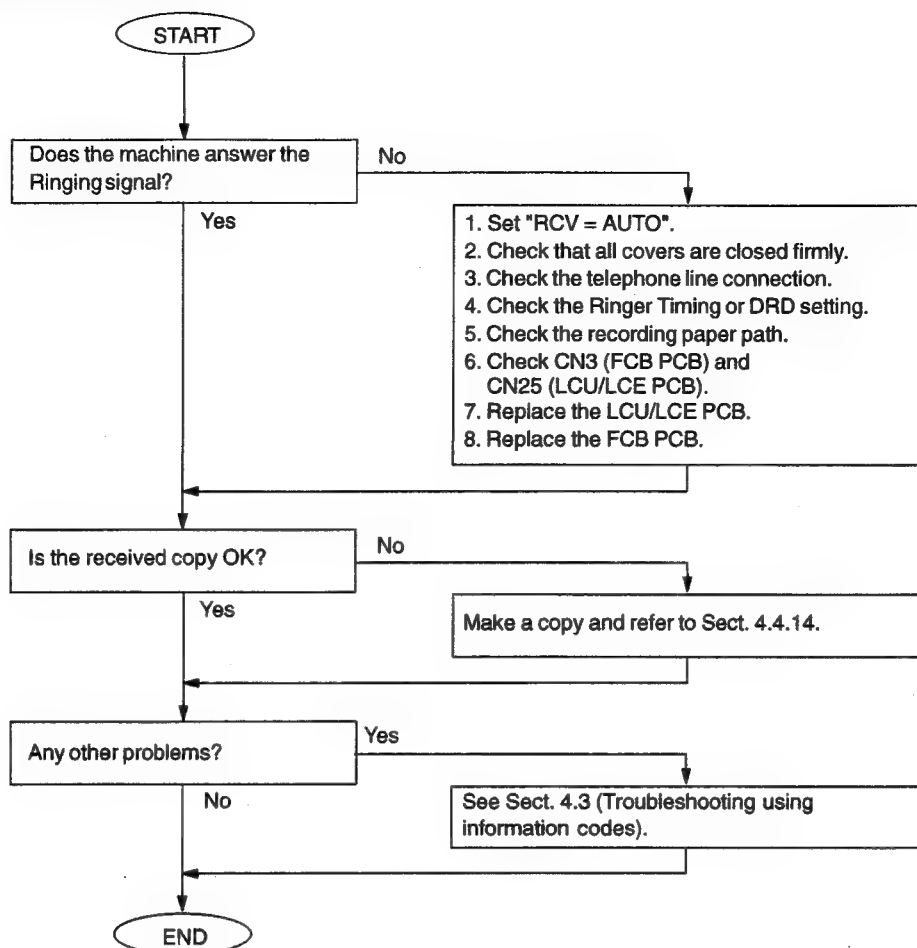 START
Does the machine answer the
Ringing signal?
No
Yes
1. Set "RCV = AUTO".
2. Check that all covers are closed firmly.
3. Check the telephone line connection.
4. Check the Ringer Timing or DRD setting.
5. Check the recording paper path.
6. Check CN3 (FCB PCB) and
CN25 (LCU/LCE PCB).
7. Replace the LCU/LCE PCB.
8. Replace the FCB PCB.
Is the received copy OK?
No
Yes
Make a copy and refer to Sect. 4.4.14.
Any other problems?
Yes
No
See Sect. 4.3 (Troubleshooting using
information codes).
END